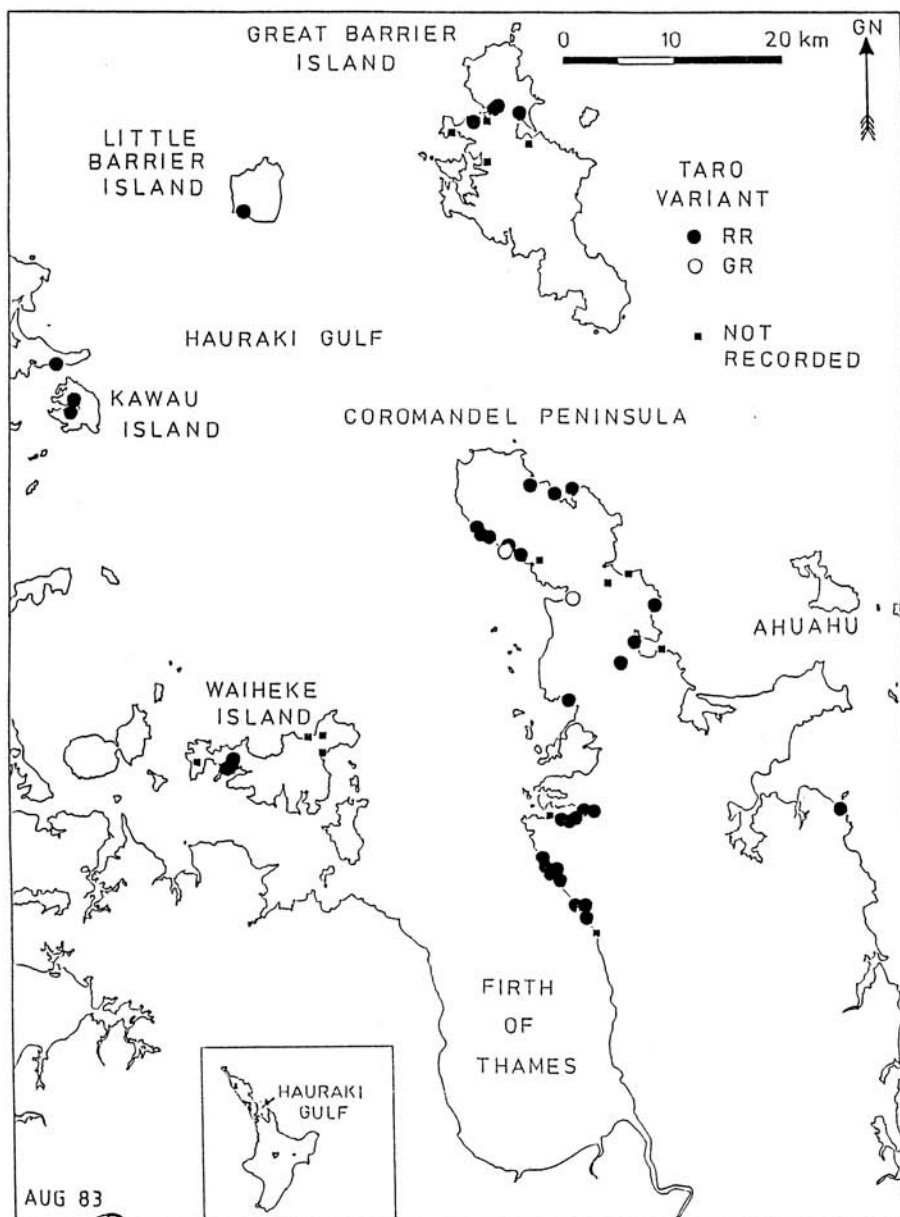 GREAT BARRIER
ISLAND
0 10 20 km
GN
LITTLE
BARRIER
ISLAND
TARO
VARIANT
RR
GR
NOT
RECORDED
HAURAKI GULF
KAWAU
ISLAND
COROMANDEL PENINSULA
AHUAHU
WAIHEKE
ISLAND
FIRTH
OF
THAMES
HAURAKI
GULF
AUG 83